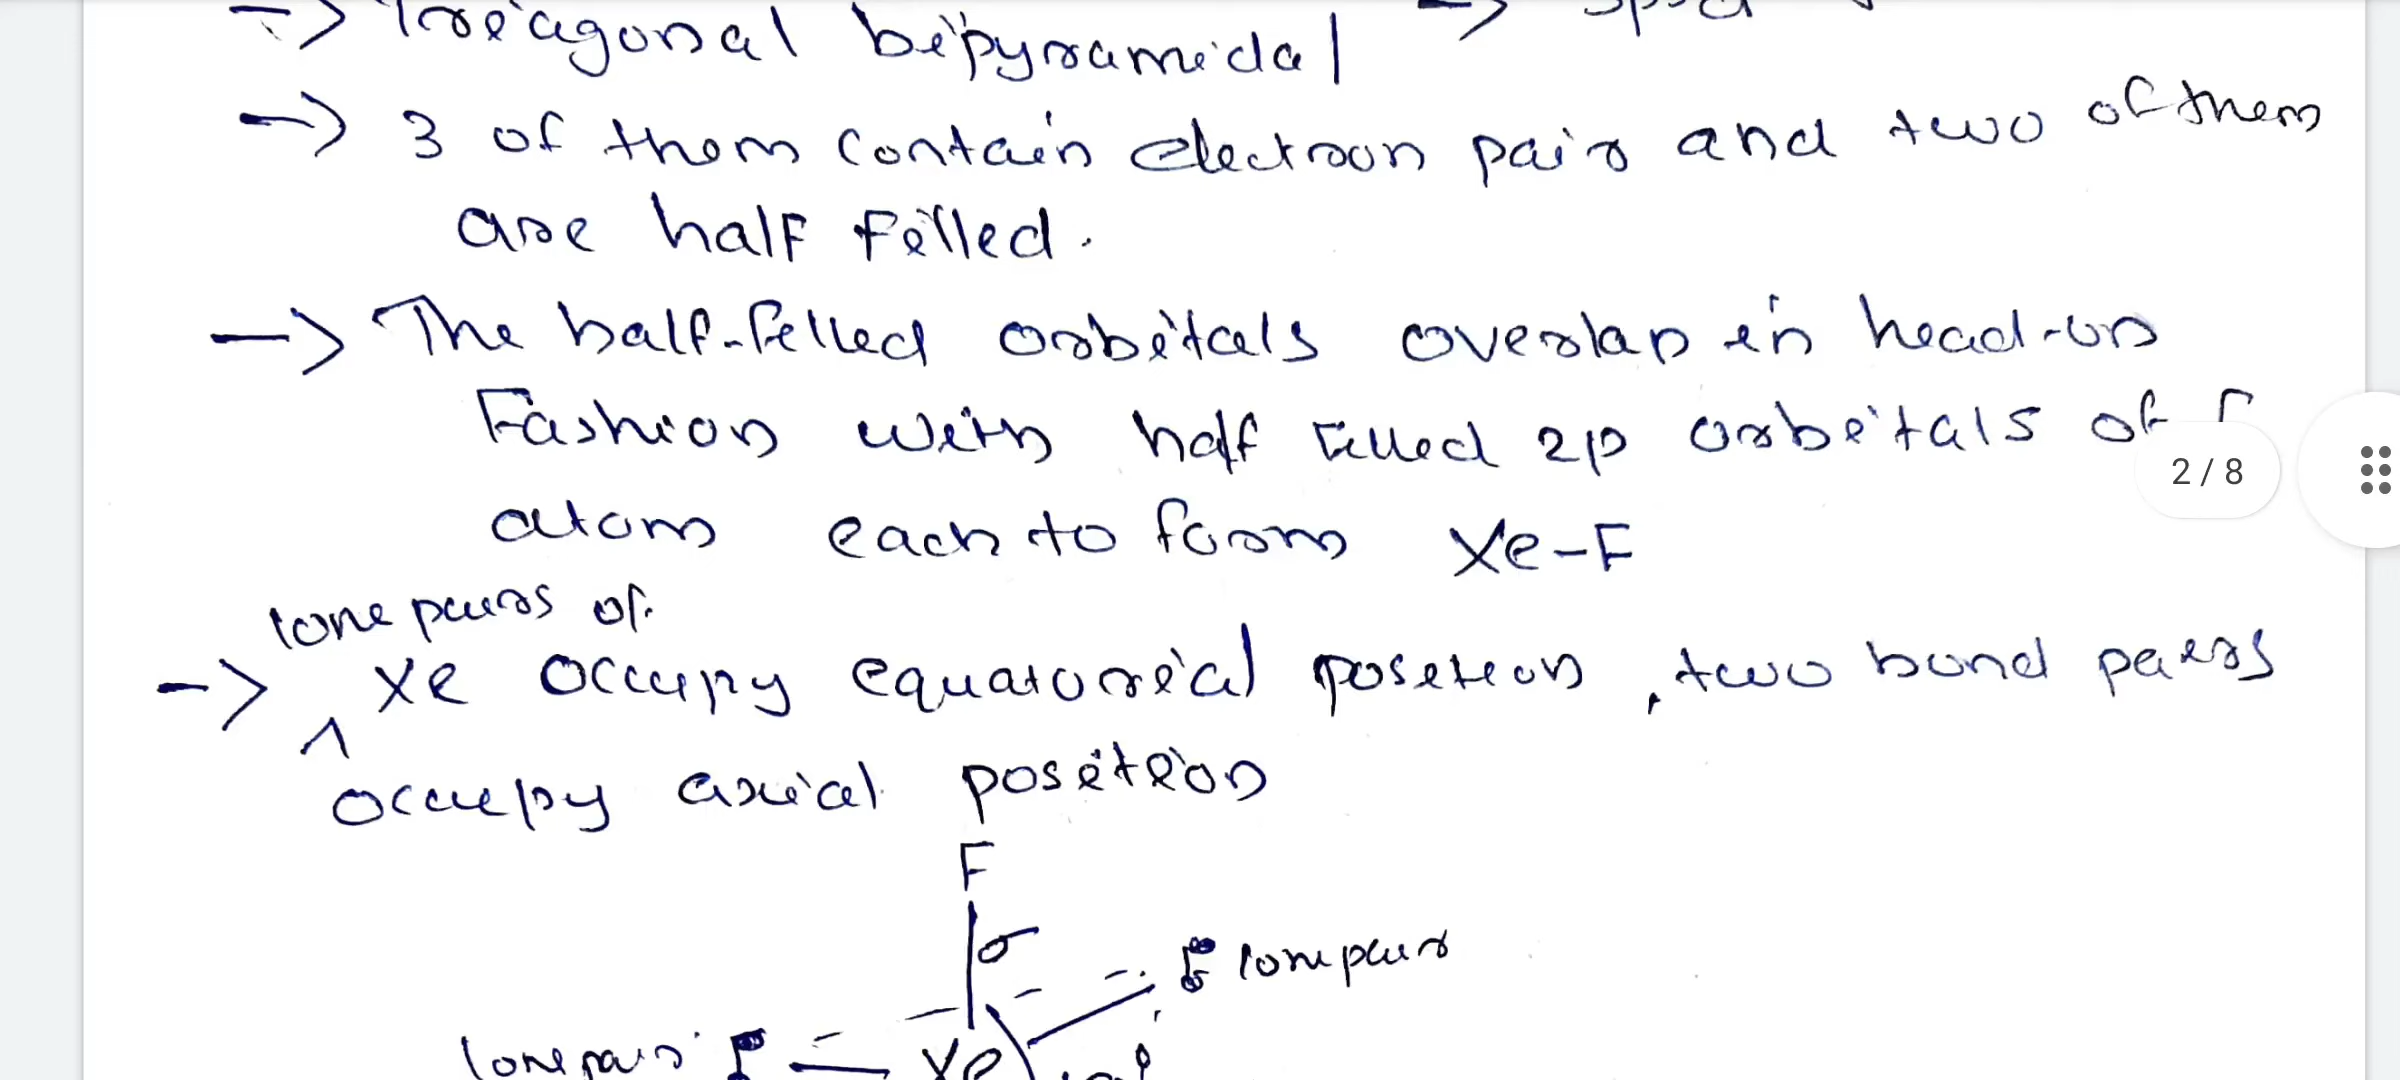 -> Triagonal bipyramidal ->
-> 3 of them contain electron pair and two of them
are half filled.
-> The half-filled orbitals overlap in head-on
Fashion with half filled 2p orbitals of F
atom each to form Xe-F
lone pairs of
-> ^ Xe occupy equatorial position, two bond pairs
occupy axial position
F
σ
lone pair
lone pair
Xe
2 / 8